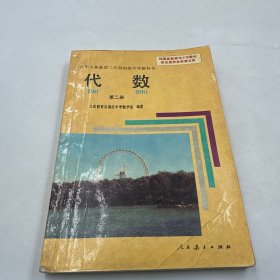 九年义务教育三年制初级中学教科书
代数
DAI SHU
第二册
人民教育出版社中学数学室 编著
人民教育出版社